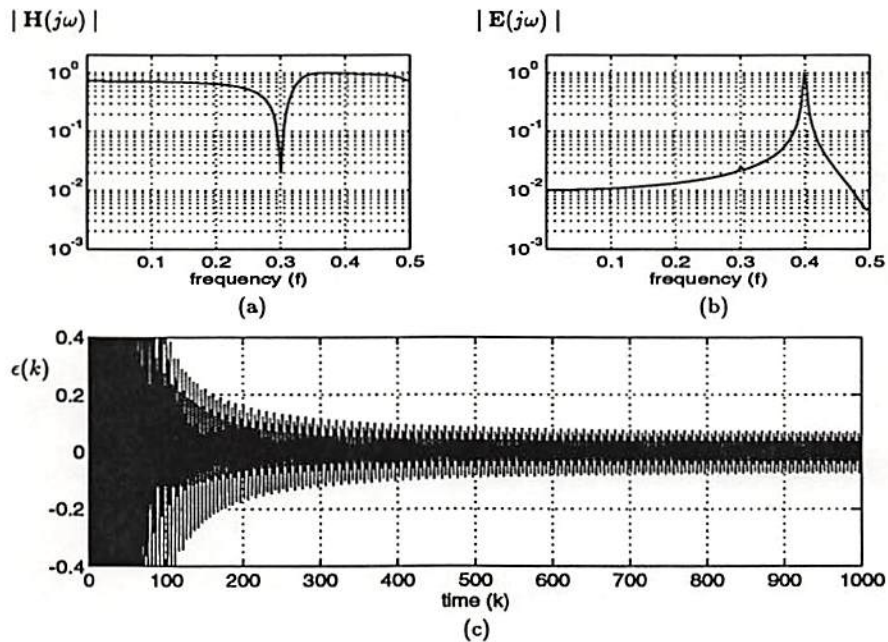 | H(jω) |
| E(jω) |
10⁰
10⁻¹
10⁻²
10⁻³
0.1 0.2 0.3 0.4 0.5
frequency (f)
(a)
10⁰
10⁻¹
10⁻²
10⁻³
0.1 0.2 0.3 0.4 0.5
frequency (f)
(b)
ϵ(k)
0.4
0.2
0
-0.2
-0.4
0 100 200 300 400 500 600 700 800 900 1000
time (k)
(c)